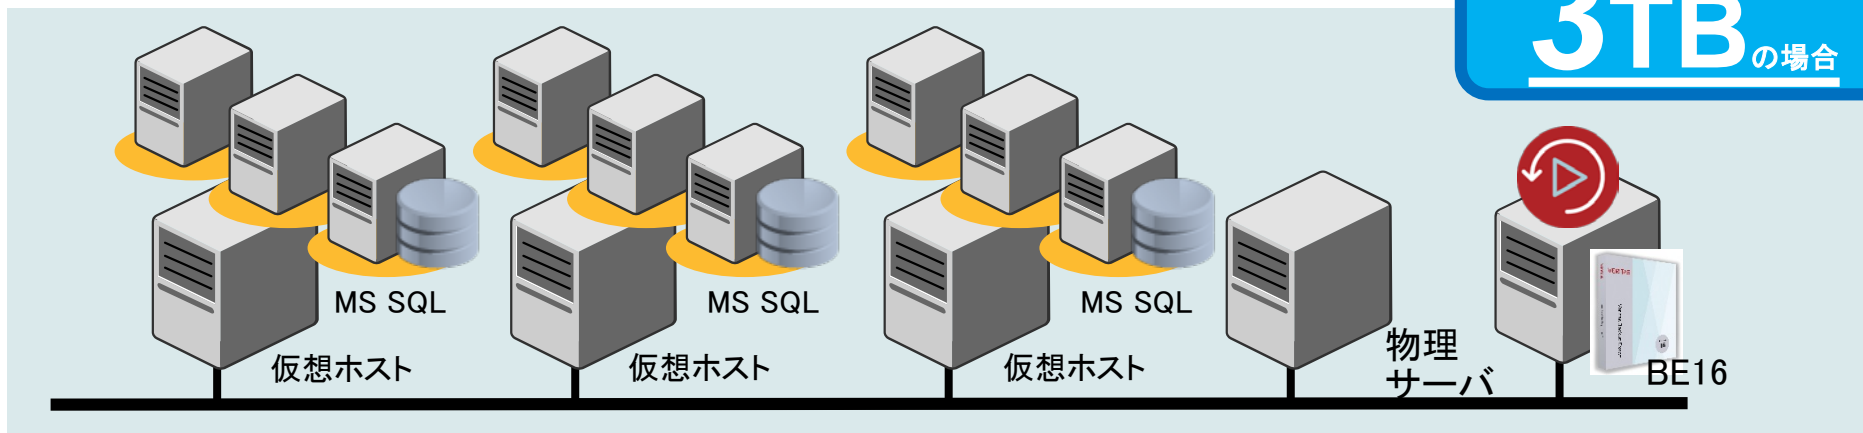 3TBの場合
MS SQL
MS SQL
MS SQL
仮想ホスト
仮想ホスト
仮想ホスト
物理
サーバ
VERITAS
BE16